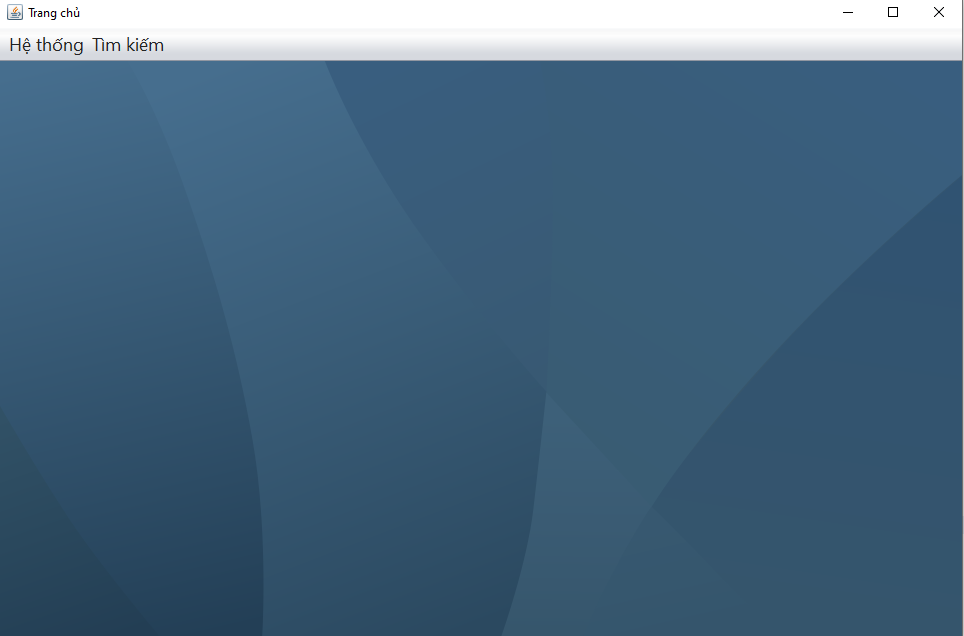 Trang chủ
Hệ thống Tìm kiếm